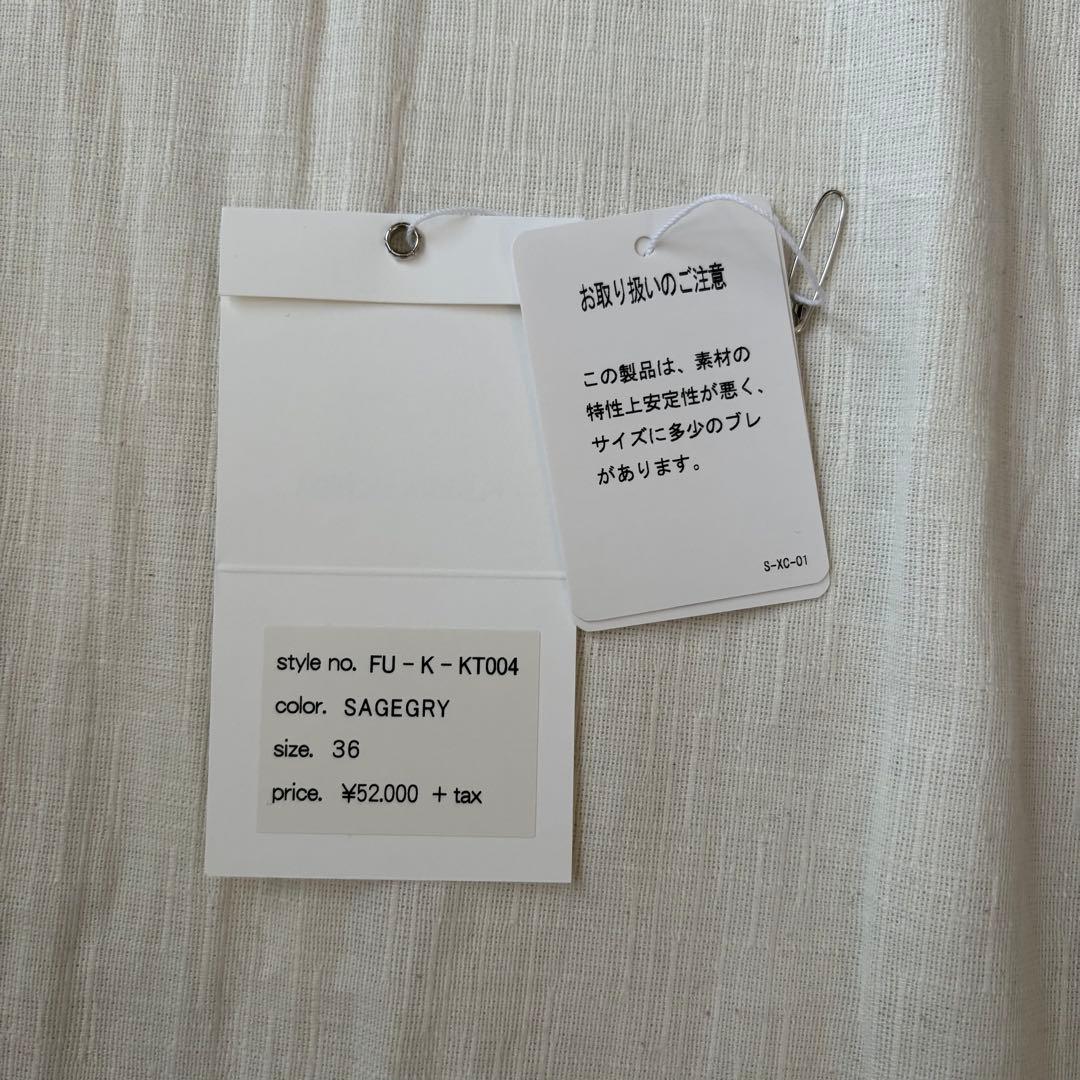 お取り扱いのご注意
この製品は、素材の
特性上安定性が悪く、
サイズに多少のブレ
があります。
S-XC-01
style no. FU-K-KT004
color. SAGEGRY
size. 36
price. ¥52.000 + tax